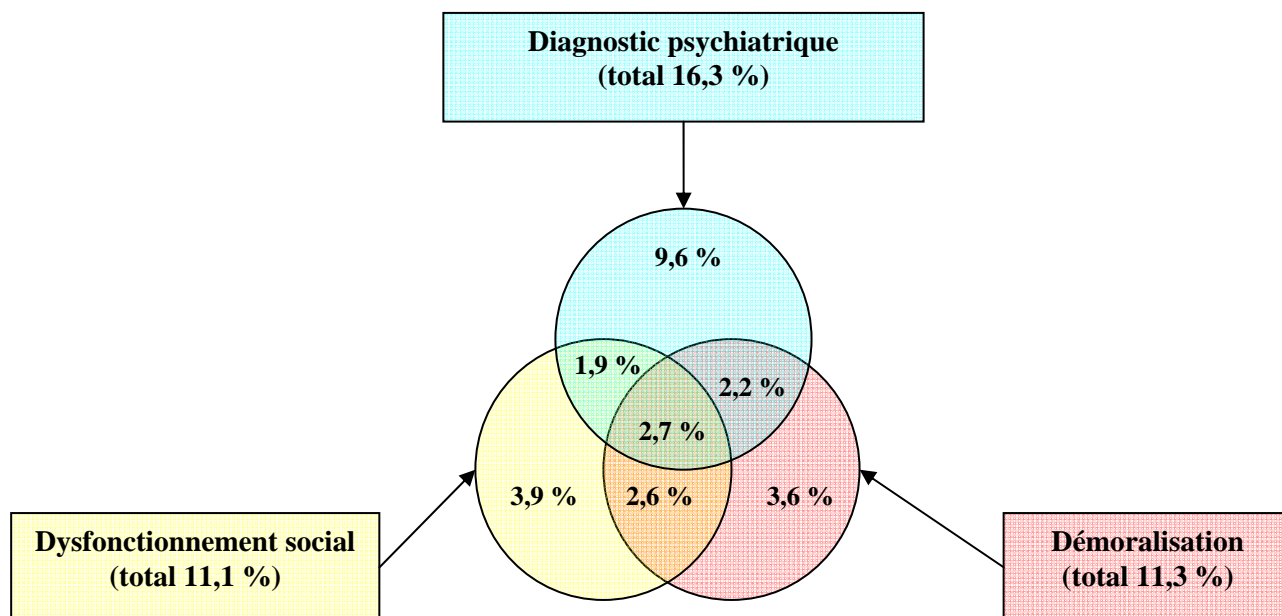 Diagnostic psychiatrique
(total 16,3 %)
9,6 %
1,9 %
2,2 %
2,7 %
3,9 %
2,6 %
3,6 %
Dysfonctionnement social
(total 11,1 %)
Démoralisation
(total 11,3 %)